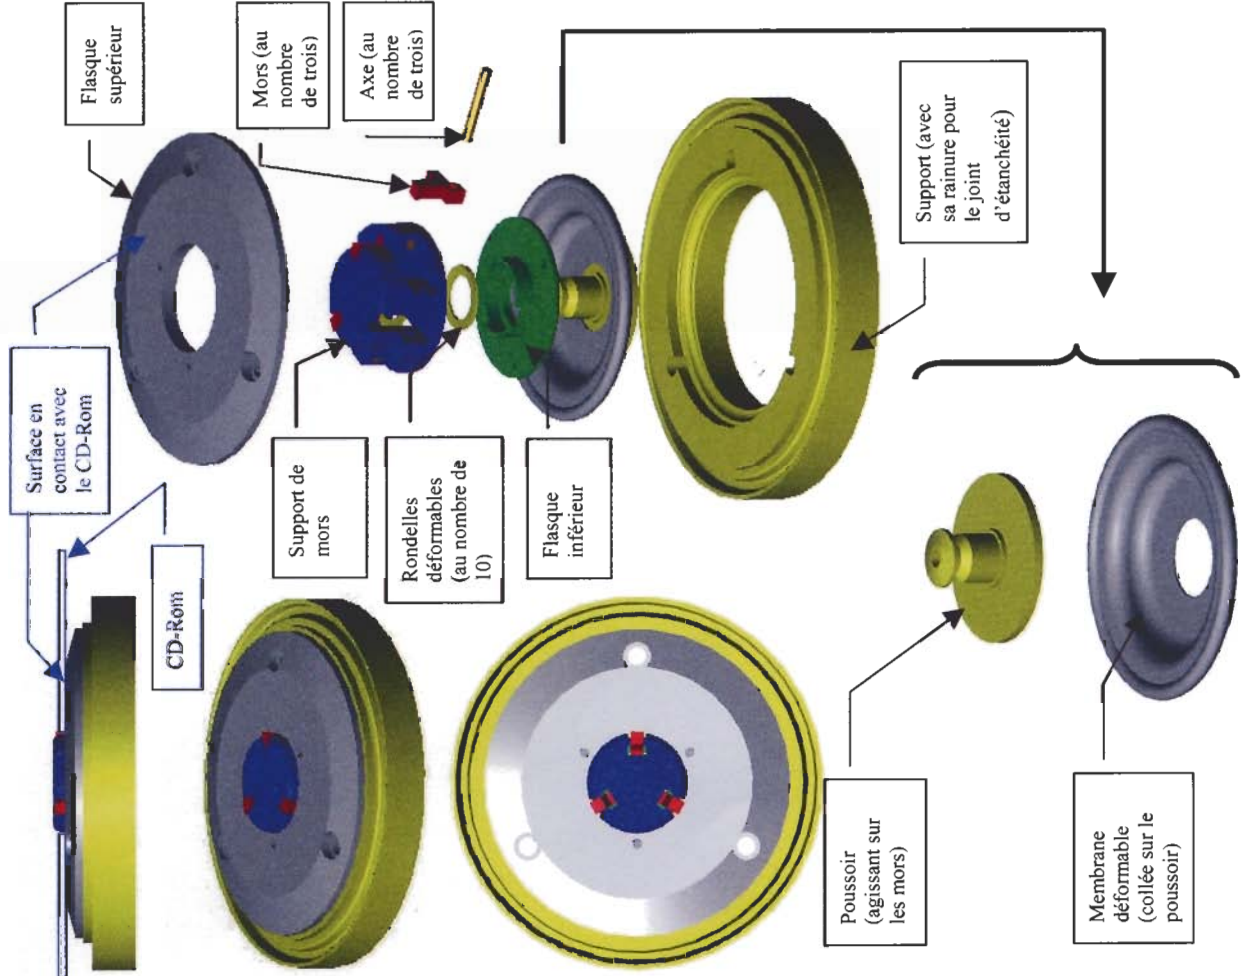 Flasque
supérieur
Mors (au
nombre
de trois)
Axe (au
nombre
de trois)
Surface en
contact avec
le CD-Rom
CD-Rom
Support de
mors
Rondelles
déformables
(au nombre de
10)
Flasque
inférieur
Support (avec
sa rainure pour
le joint
d'étanchéité)
Poussoir
(agissant sur
les mors)
Membrane
déformable
(collée sur le
poussoir)